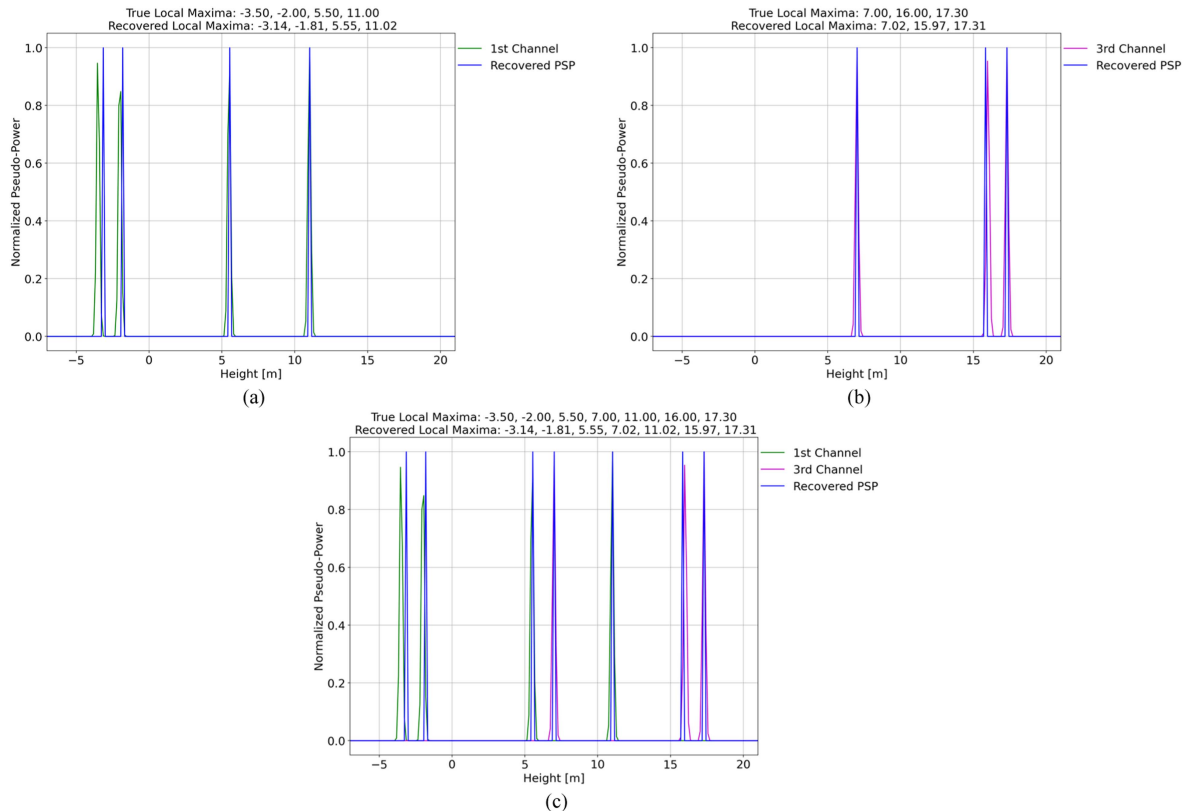 True Local Maxima: -3.50, -2.00, 5.50, 11.00
Recovered Local Maxima: -3.14, -1.81, 5.55, 11.02
1st Channel
Recovered PSP
Normalized Pseudo-Power
1.0
0.8
0.6
0.4
0.2
0.0
−5 0 5 10 15 20
Height [m]
(a)
True Local Maxima: 7.00, 16.00, 17.30
Recovered Local Maxima: 7.02, 15.97, 17.31
3rd Channel
Recovered PSP
Normalized Pseudo-Power
1.0
0.8
0.6
0.4
0.2
0.0
−5 0 5 10 15 20
Height [m]
(b)
True Local Maxima: -3.50, -2.00, 5.50, 7.00, 11.00, 16.00, 17.30
Recovered Local Maxima: -3.14, -1.81, 5.55, 7.02, 11.02, 15.97, 17.31
1st Channel
3rd Channel
Recovered PSP
Normalized Pseudo-Power
1.0
0.8
0.6
0.4
0.2
0.0
−5 0 5 10 15 20
Height [m]
(c)